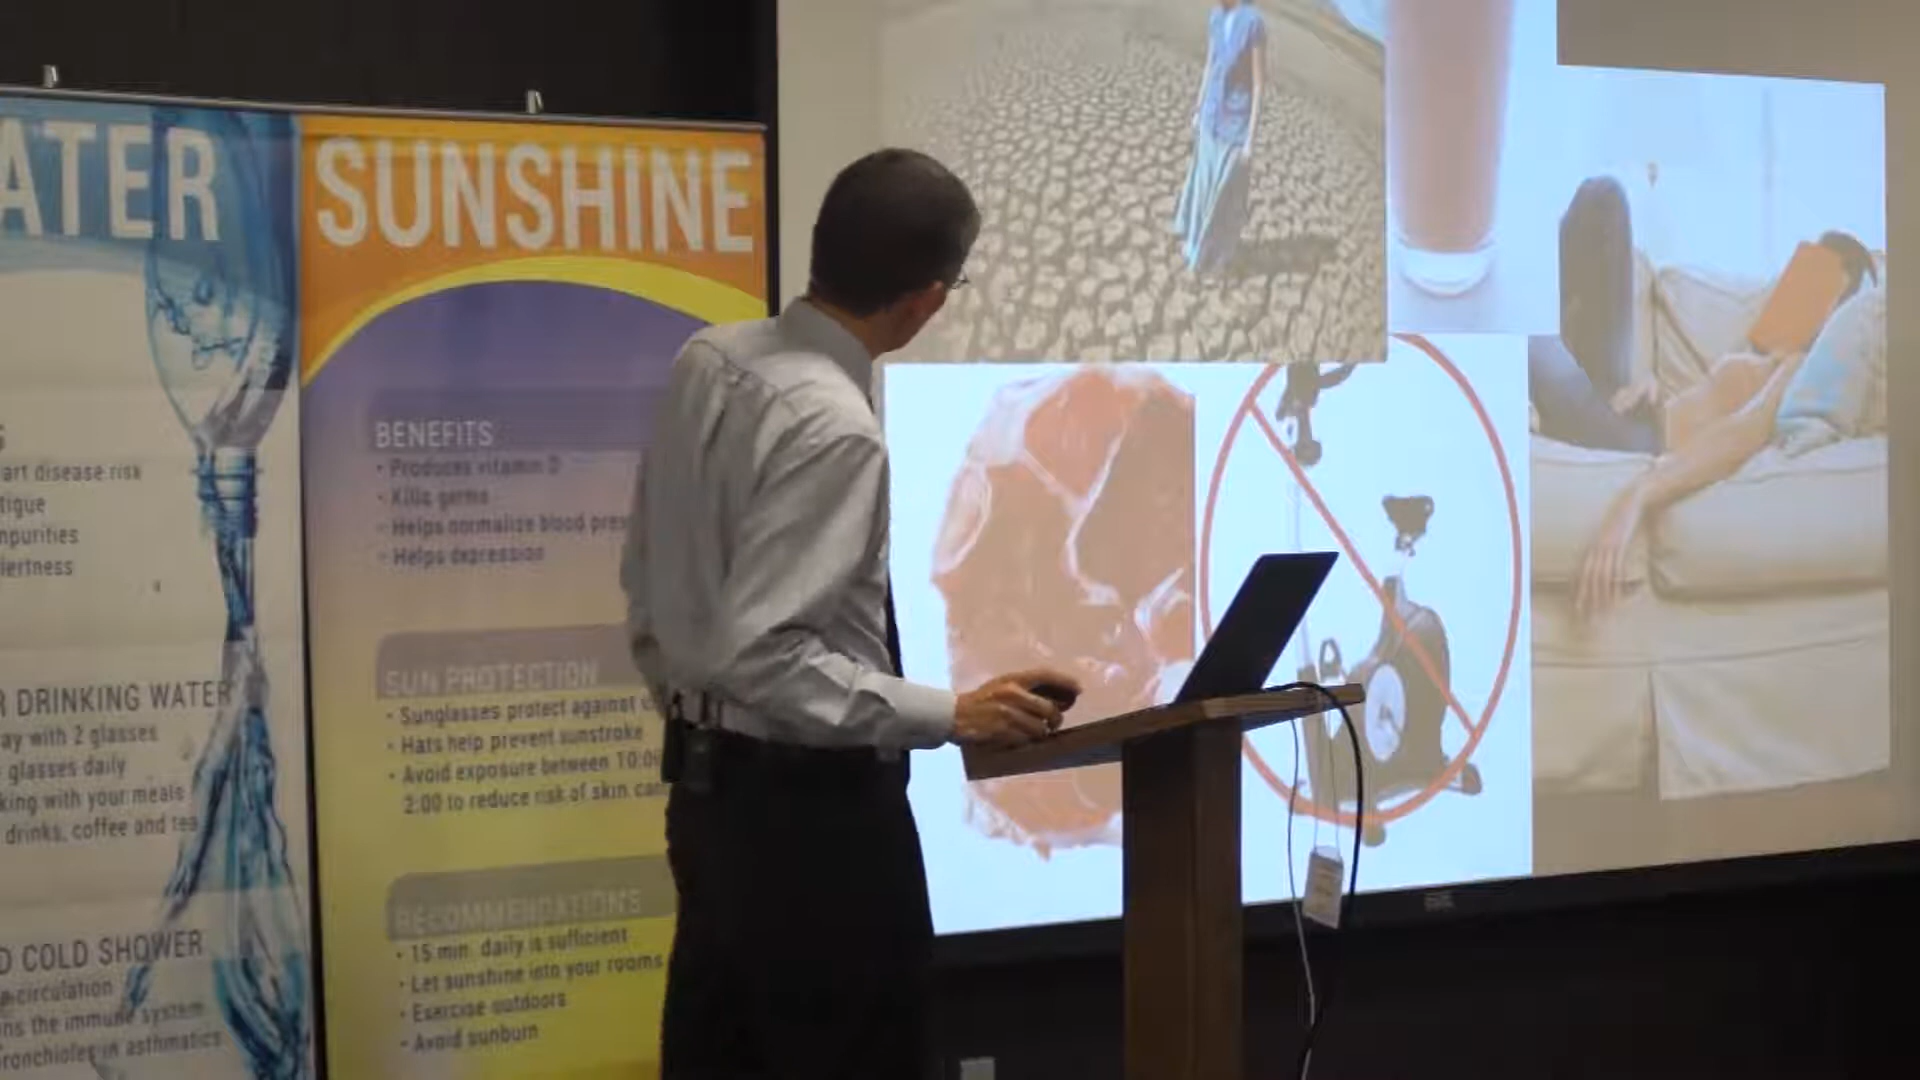 ATER
art disease risk
tigue
npurities
lertness
R DRINKING WATER
ay with 2 glasses
glasses daily
king with your meals
drinks, coffee and tea
D COLD SHOWER
circulation
ns the immune system
ronchioles in asthmatics
SUNSHINE
BENEFITS
• Produces vitamin D
• Kills germs
• Helps normalize blood pres
• Helps depression
SUN PROTECTION
• Sunglasses protect against
• Hats help prevent sunstroke
• Avoid exposure between 10:0
2:00 to reduce risk of skin can
RECOMMENDATIONS
• 15 min. daily is sufficient
• Let sunshine into your rooms
• Exercise outdoors
• Avoid sunburn